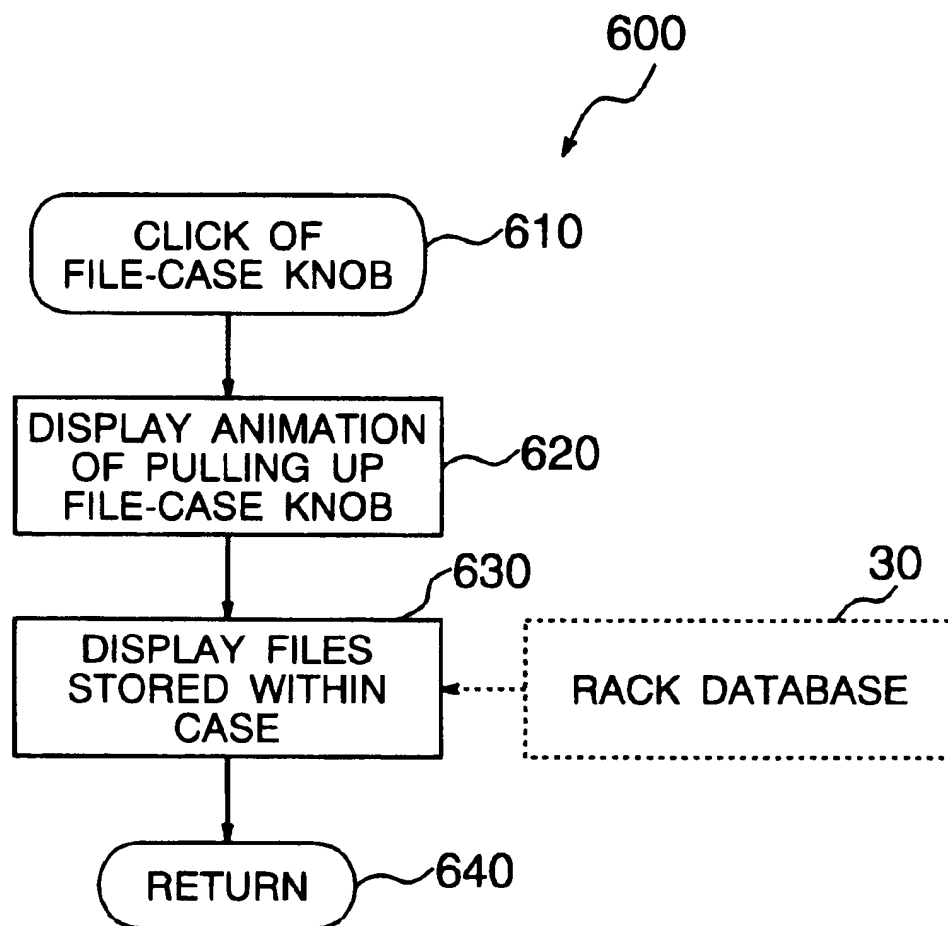 600
CLICK OF
FILE-CASE KNOB
610
DISPLAY ANIMATION
OF PULLING UP
FILE-CASE KNOB
620
630
DISPLAY FILES
STORED WITHIN
CASE
30
RACK DATABASE
RETURN
640